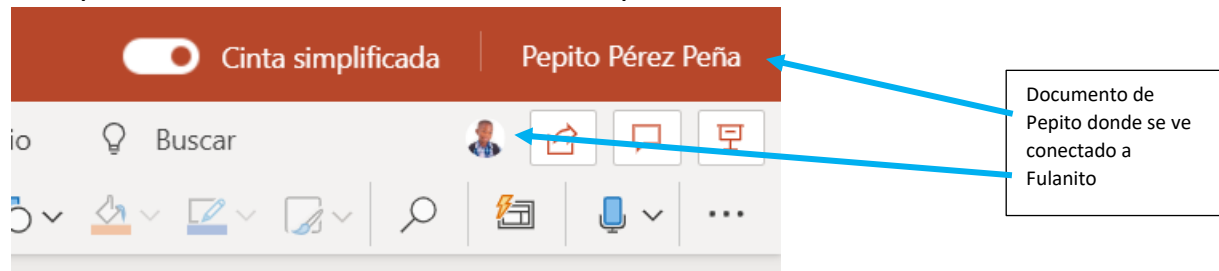 Cinta simplificada
Pepito Pérez Peña
io
Buscar
Documento de
Pepito donde se ve
conectado a
Fulanito